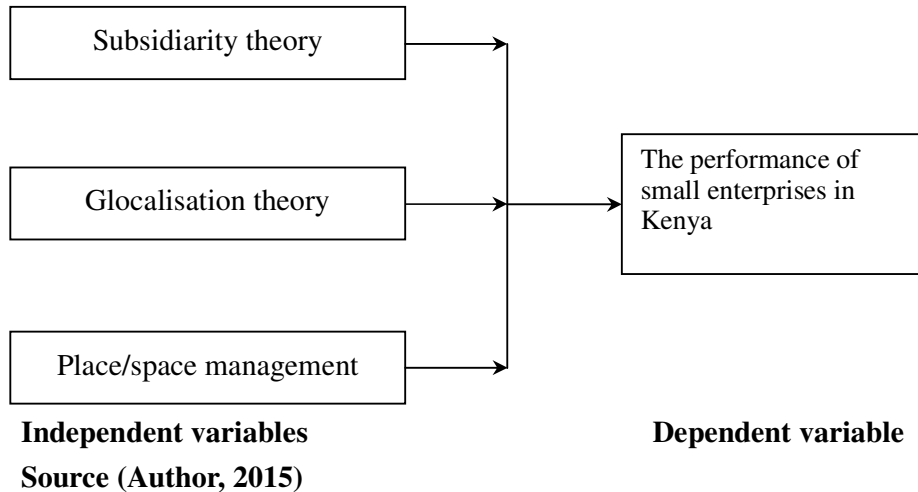 Subsidiarity theory
Glocalisation theory
The performance of
small enterprises in
Kenya
Place/space management
Independent variables
Dependent variable
Source (Author, 2015)